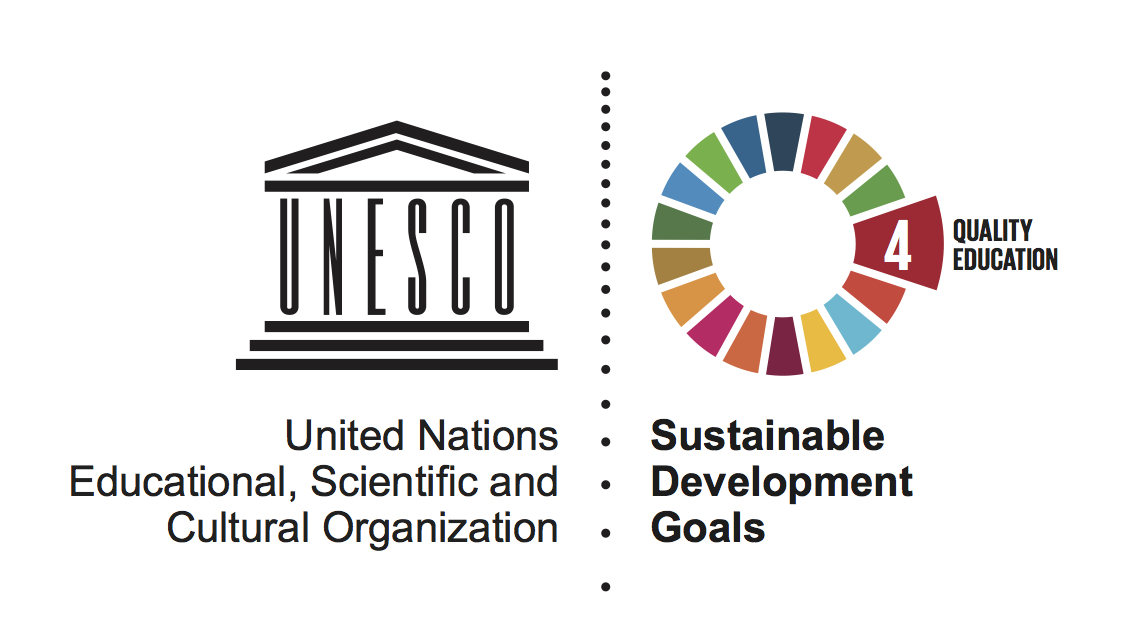 UNESCO
United Nations
Educational, Scientific and
Cultural Organization
4
QUALITY
EDUCATION
Sustainable
Development
Goals